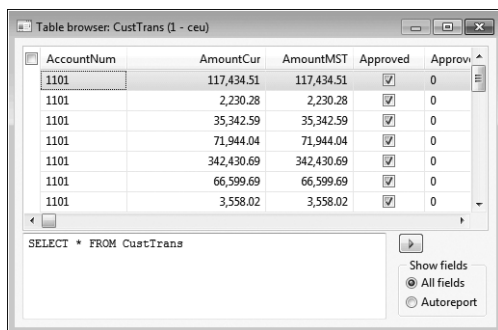 Table browser: CustTrans (1 - ceu)
AccountNum AmountCur AmountMST Approved Approve
1101 117,434.51 117,434.51 0
1101 2,230.28 2,230.28 0
1101 35,342.59 35,342.59 0
1101 71,944.04 71,944.04 0
1101 342,430.69 342,430.69 0
1101 66,599.69 66,599.69 0
1101 3,558.02 3,558.02 0
SELECT * FROM CustTrans
Show fields
All fields
Autoreport